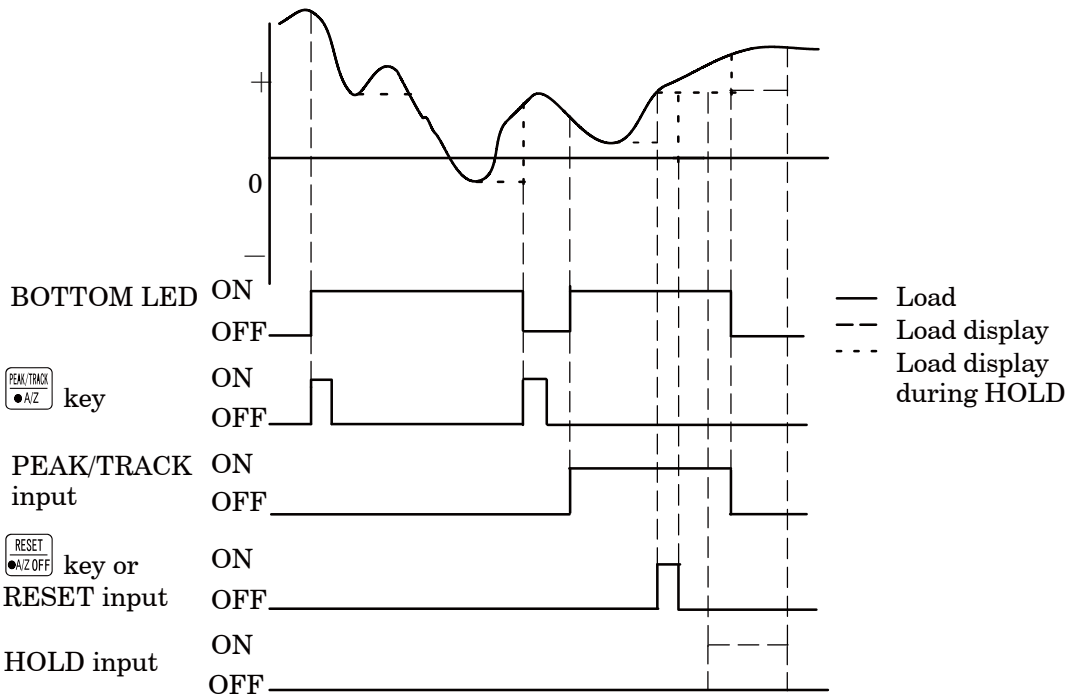 +
0
—
BOTTOM LED ON
OFF
PEAK/TRACK
●A/Z key
ON
OFF
PEAK/TRACK
input
ON
OFF
RESET
●A/Z OFF key or
RESET input
ON
OFF
HOLD input
ON
OFF
Load
Load display
Load display
during HOLD